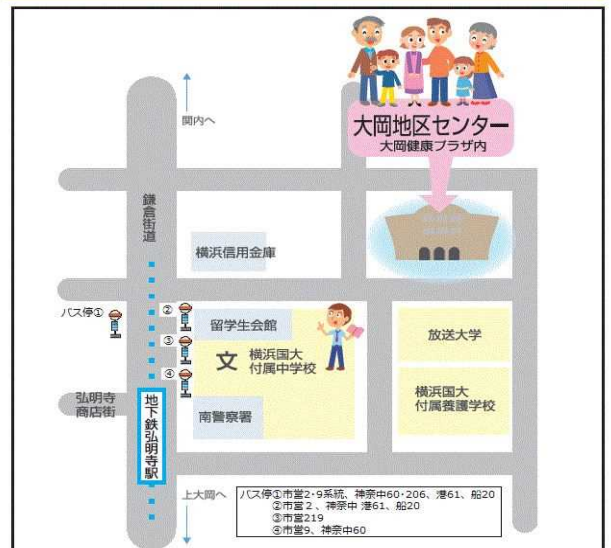 関内へ
大岡地区センター
大岡健康プラザ内
鎌倉街道
横浜信用金庫
バス停①
②
③
④
留学生会館
文
横浜国大
付属中学校
南警察署
放送大学
横浜国大
付属養護学校
弘明寺
商店街
地下鉄弘明寺駅
上大岡へ
バス停①市営2・9系統、神奈中60・206、港61、船20
②市営2、神奈中 港61、船20
③市営219
④市営9、神奈中60